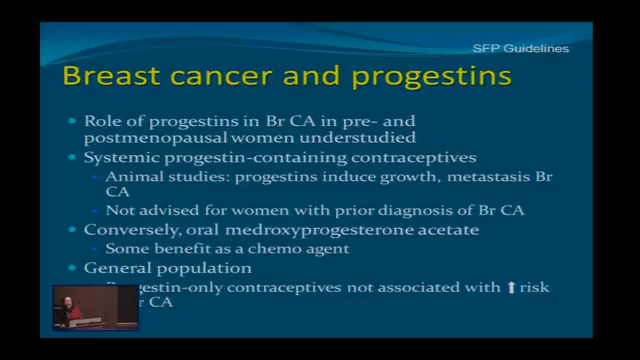 SFP Guidelines
Breast cancer and progestins
Role of progestins in Br CA in pre- and
postmenopausal women understudied
Systemic progestin-containing contraceptives
Animal studies: progestins induce growth, metastasis Br
CA
Not advised for women with prior diagnosis of Br CA
Conversely, oral medroxyprogesterone acetate
Some benefit as a chemo agent
General population
contraceptives not associated with ⬆ risk
CA